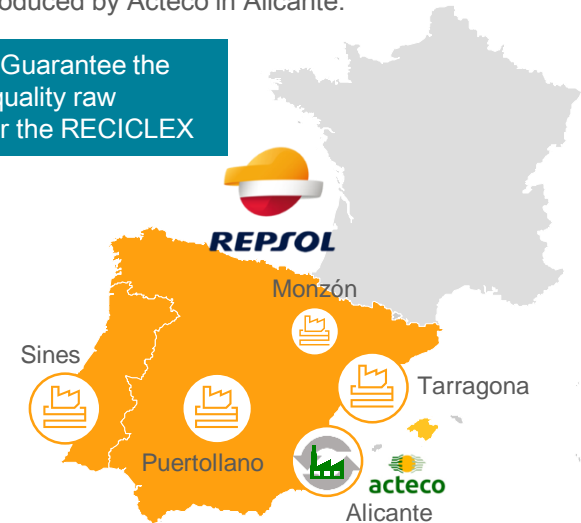 oduced by Acteco in Alicante.
Guarantee the
quality raw
r the RECICLEX
REPSOL
Monzón
Sines
Tarragona
Puertollano
acteco
Alicante